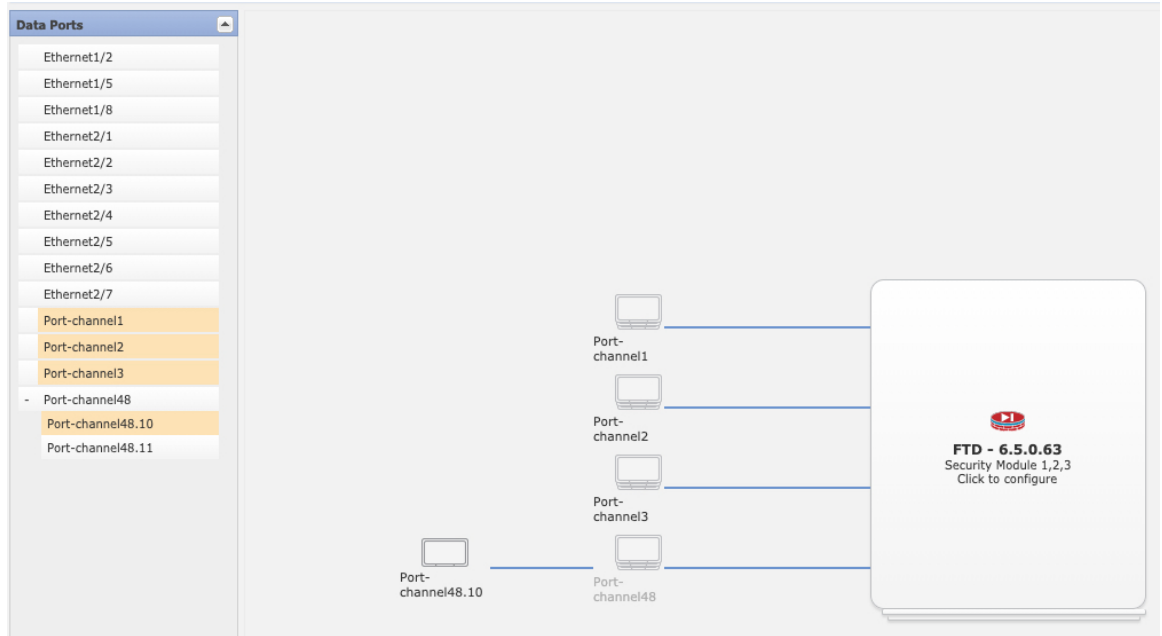 Data Ports
Ethernet1/2
Ethernet1/5
Ethernet1/8
Ethernet2/1
Ethernet2/2
Ethernet2/3
Ethernet2/4
Ethernet2/5
Ethernet2/6
Ethernet2/7
Port-channel1
Port-channel2
Port-channel3
- Port-channel48
Port-channel48.10
Port-channel48.11
Port-
channel1
Port-
channel2
Port-
channel3
Port-
channel48.10
Port-
channel48
FTD - 6.5.0.63
Security Module 1,2,3
Click to configure